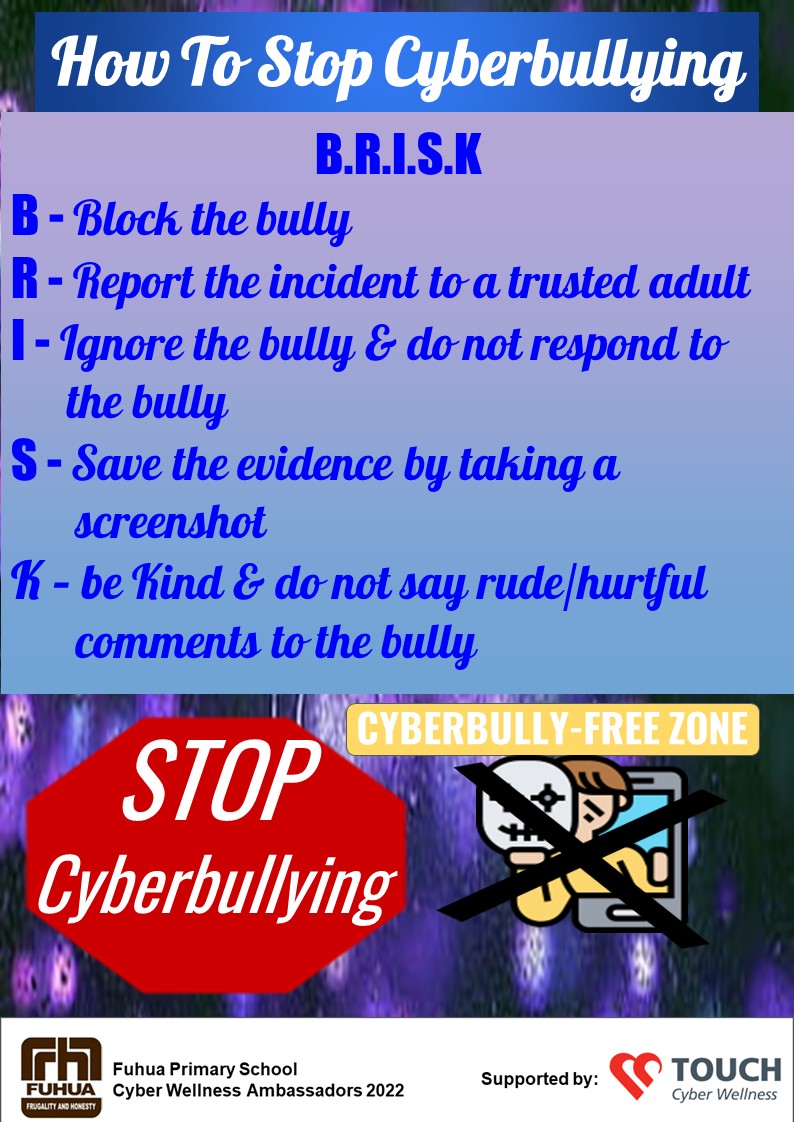 How To Stop Cyberbullying
B.R.I.S.K
B - Block the bully
R - Report the incident to a trusted adult
I - Ignore the bully & do not respond to
the bully
S - Save the evidence by taking a
screenshot
K - be Kind & do not say rude/hurtful
comments to the bully
CYBERBULLY-FREE ZONE
STOP
Cyberbullying
FUHUA
FRUGALITY AND HONESTY
Fuhua Primary School
Cyber Wellness Ambassadors 2022
Supported by:
TOUCH
Cyber Wellness